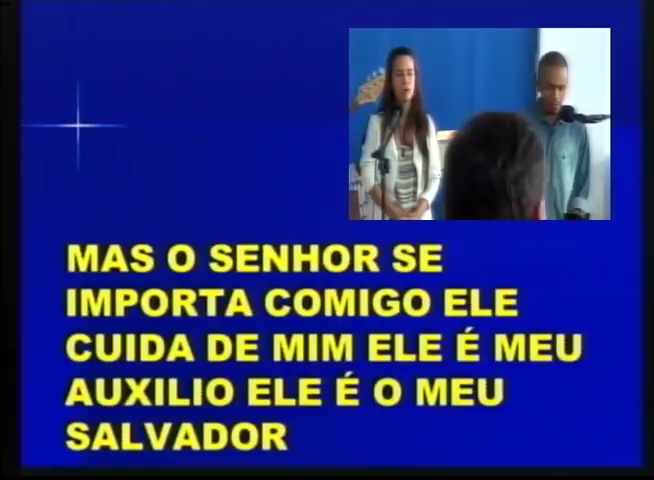 MAS O SENHOR SE
IMPORTA COMIGO ELE
CUIDA DE MIM ELE É MEU
AUXILIO ELE É O MEU
SALVADOR